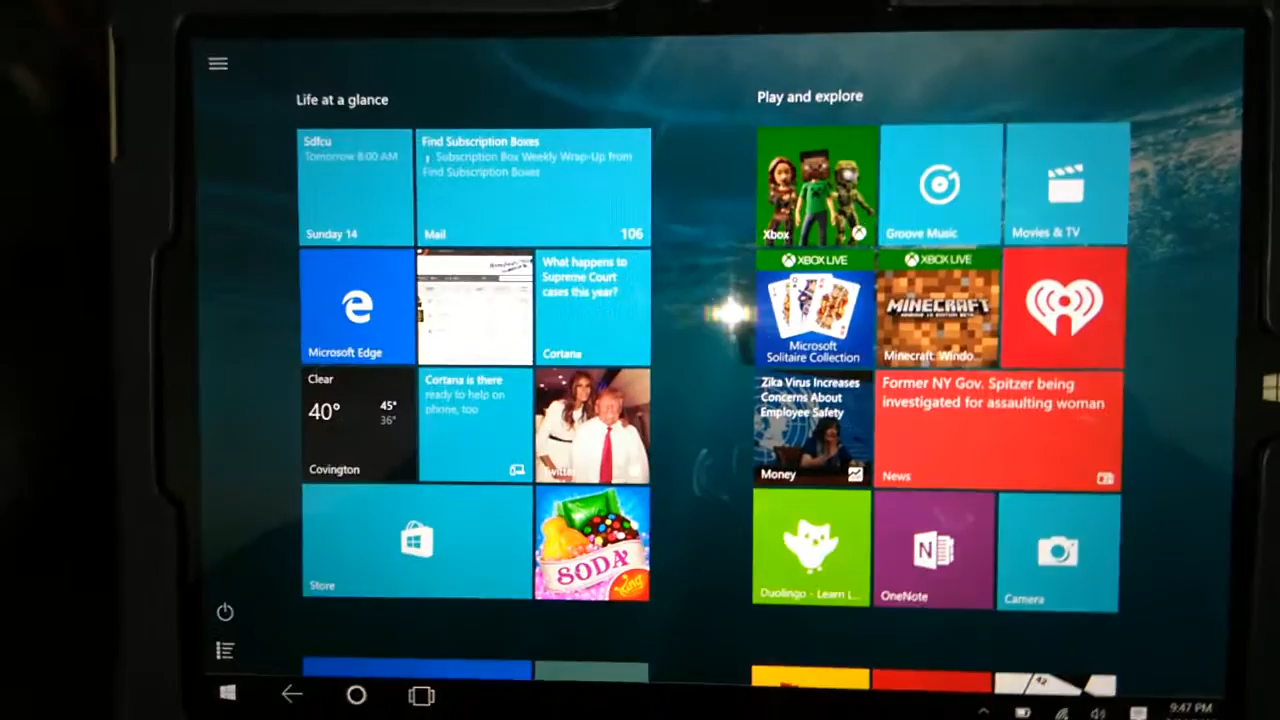 Life at a glance
Sdfcu
Tomorrow 8:00 AM
Sunday 14
Find Subscription Boxes
Subscription Box Weekly Wrap-Up from
Find Subscription Boxes
Mail
106
Microsoft Edge
What happens to
Supreme Court
cases this year?
Cortana
Clear
40°
45°
36°
Covington
Cortana is there
ready to help on
phone, too
Twitter
Store
SODA
King
Play and explore
Xbox
Groove Music
Movies & TV
XBOX LIVE
Microsoft
Solitaire Collection
XBOX LIVE
MINECRAFT
WINDOWS 10 EDITION BETA
Minecraft: Windo...
Zika Virus Increases
Concerns About
Employee Safety
Money
Former NY Gov. Spitzer being
investigated for assaulting woman
News
Duolingo - Learn L...
N
OneNote
Camera
9:47 PM